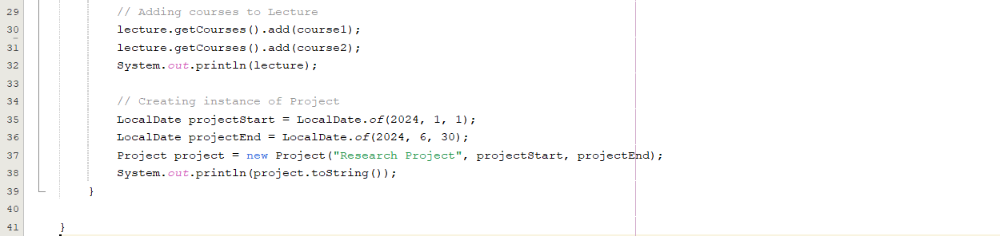 29 // Adding courses to Lecture
30 lecture.getCourses().add(course1);
31 lecture.getCourses().add(course2);
32 System.out.println(lecture);
33
34 // Creating instance of Project
35 LocalDate projectStart = LocalDate.of(2024, 1, 1);
36 LocalDate projectEnd = LocalDate.of(2024, 6, 30);
37 Project project = new Project("Research Project", projectStart, projectEnd);
38 System.out.println(project.toString());
39 }
40
41 }